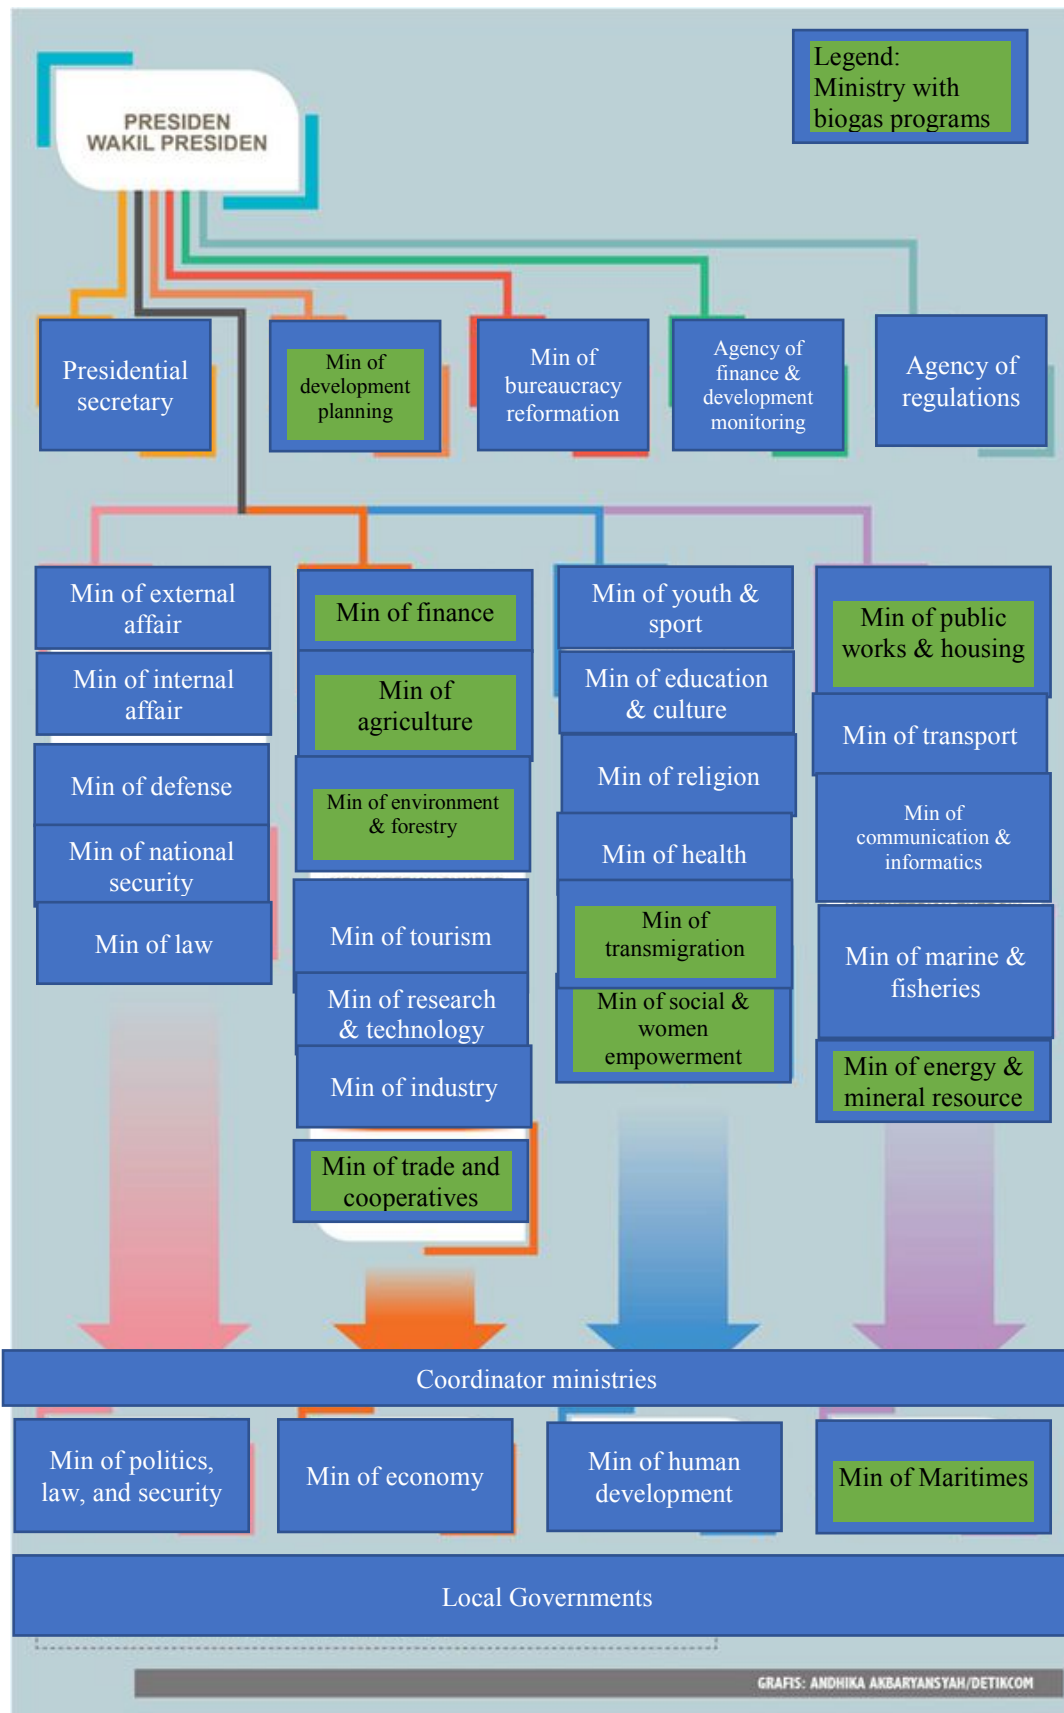 Legend:
Ministry with
biogas programs
PRESIDEN
WAKIL PRESIDEN
Presidential
secretary
Min of
development
planning
Min of
bureaucracy
reformation
Agency of
finance &
development
monitoring
Agency of
regulations
Min of external
affair
Min of internal
affair
Min of defense
Min of national
security
Min of law
Min of finance
Min of
agriculture
Min of environment
& forestry
Min of tourism
Min of research
& technology
Min of industry
Min of trade and
cooperatives
Min of youth &
sport
Min of education
& culture
Min of religion
Min of health
Min of
transmigration
Min of social &
women
empowerment
Min of public
works & housing
Min of transport
Min of
communication &
informatics
Min of marine &
fisheries
Min of energy &
mineral resource
Coordinator ministries
Min of politics,
law, and security
Min of economy
Min of human
development
Min of Maritimes
Local Governments
GRAFIS: ANDHIKA AKBARYANSYAH/DETIKCOM